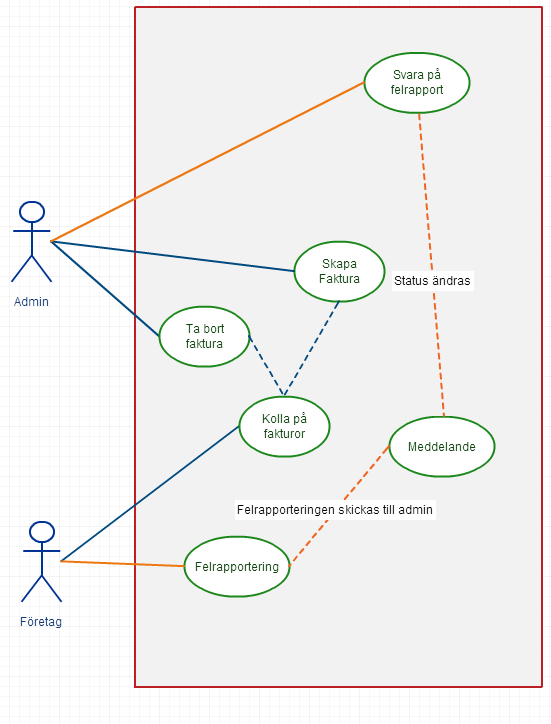 Svara på
felrapport
Admin
Skapa
Faktura
Status ändras
Ta bort
faktura
Kolla på
fakturor
Meddelande
Felrapporteringen skickas till admin
Felrapportering
Företag